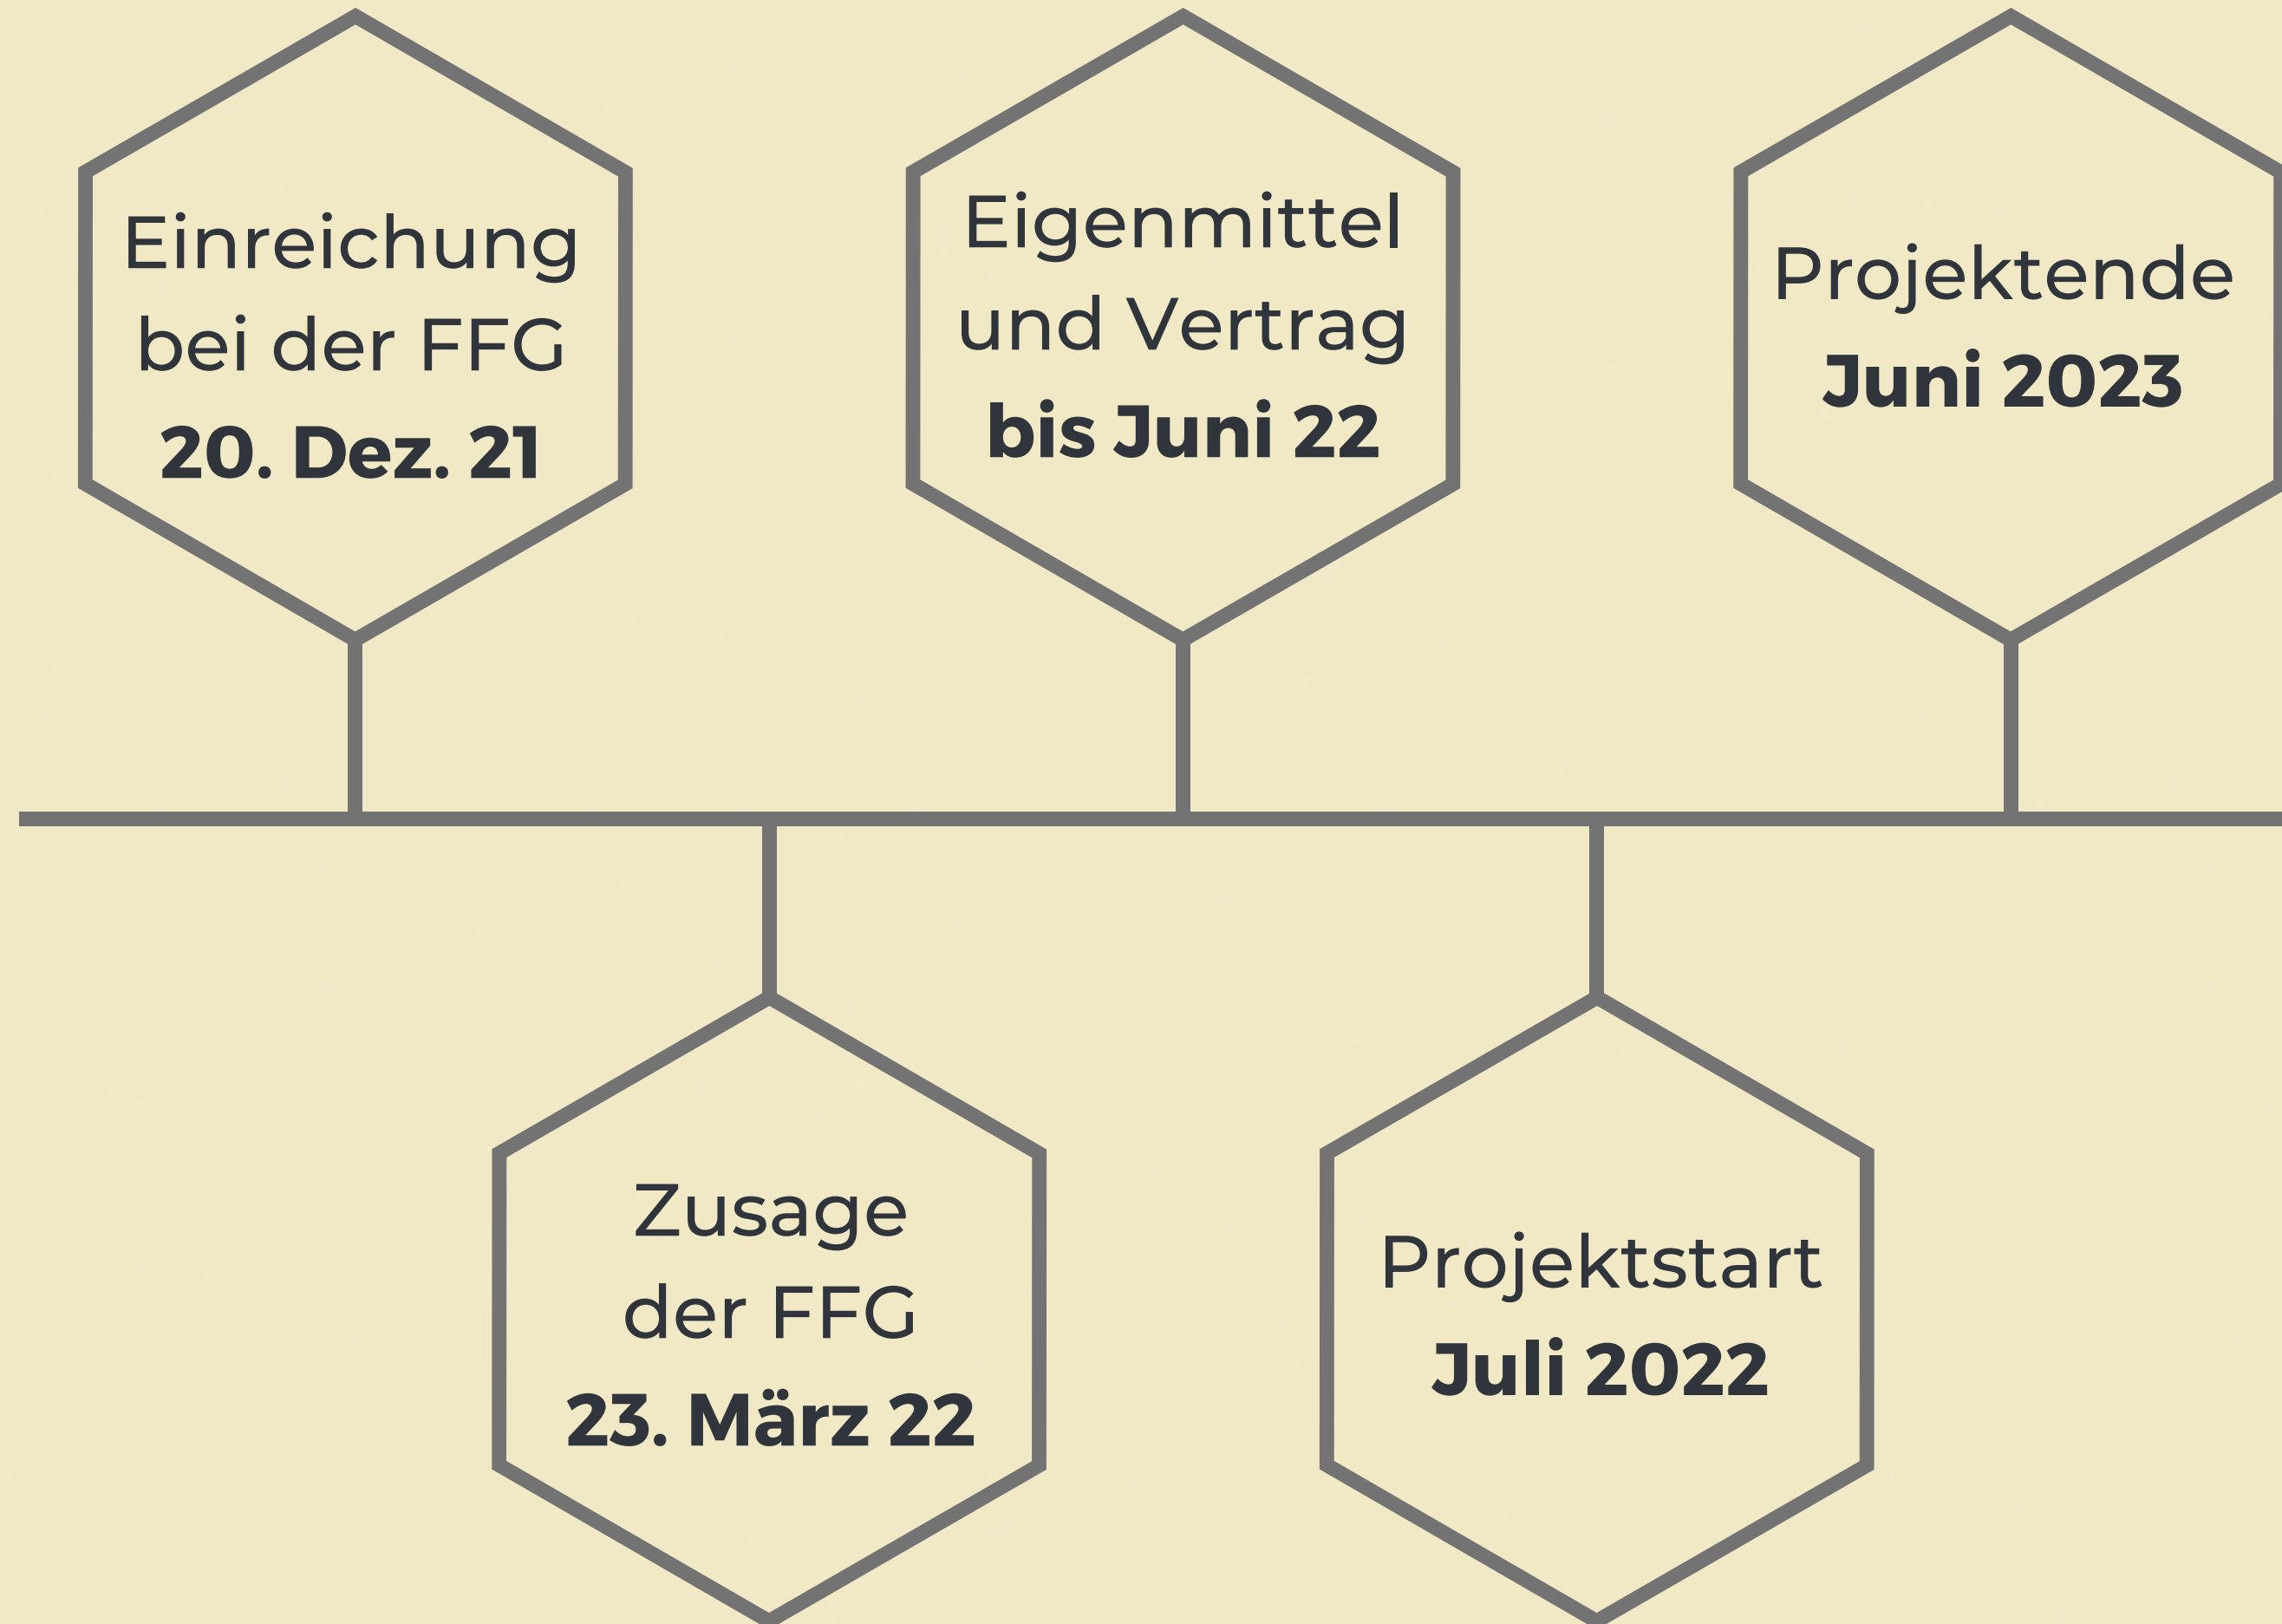 Einreichung
bei der FFG
20. Dez. 21
Eigenmittel
und Vertrag
bis Juni 22
Projektende
Juni 2023
Zusage
der FFG
23. März 22
Projektstart
Juli 2022